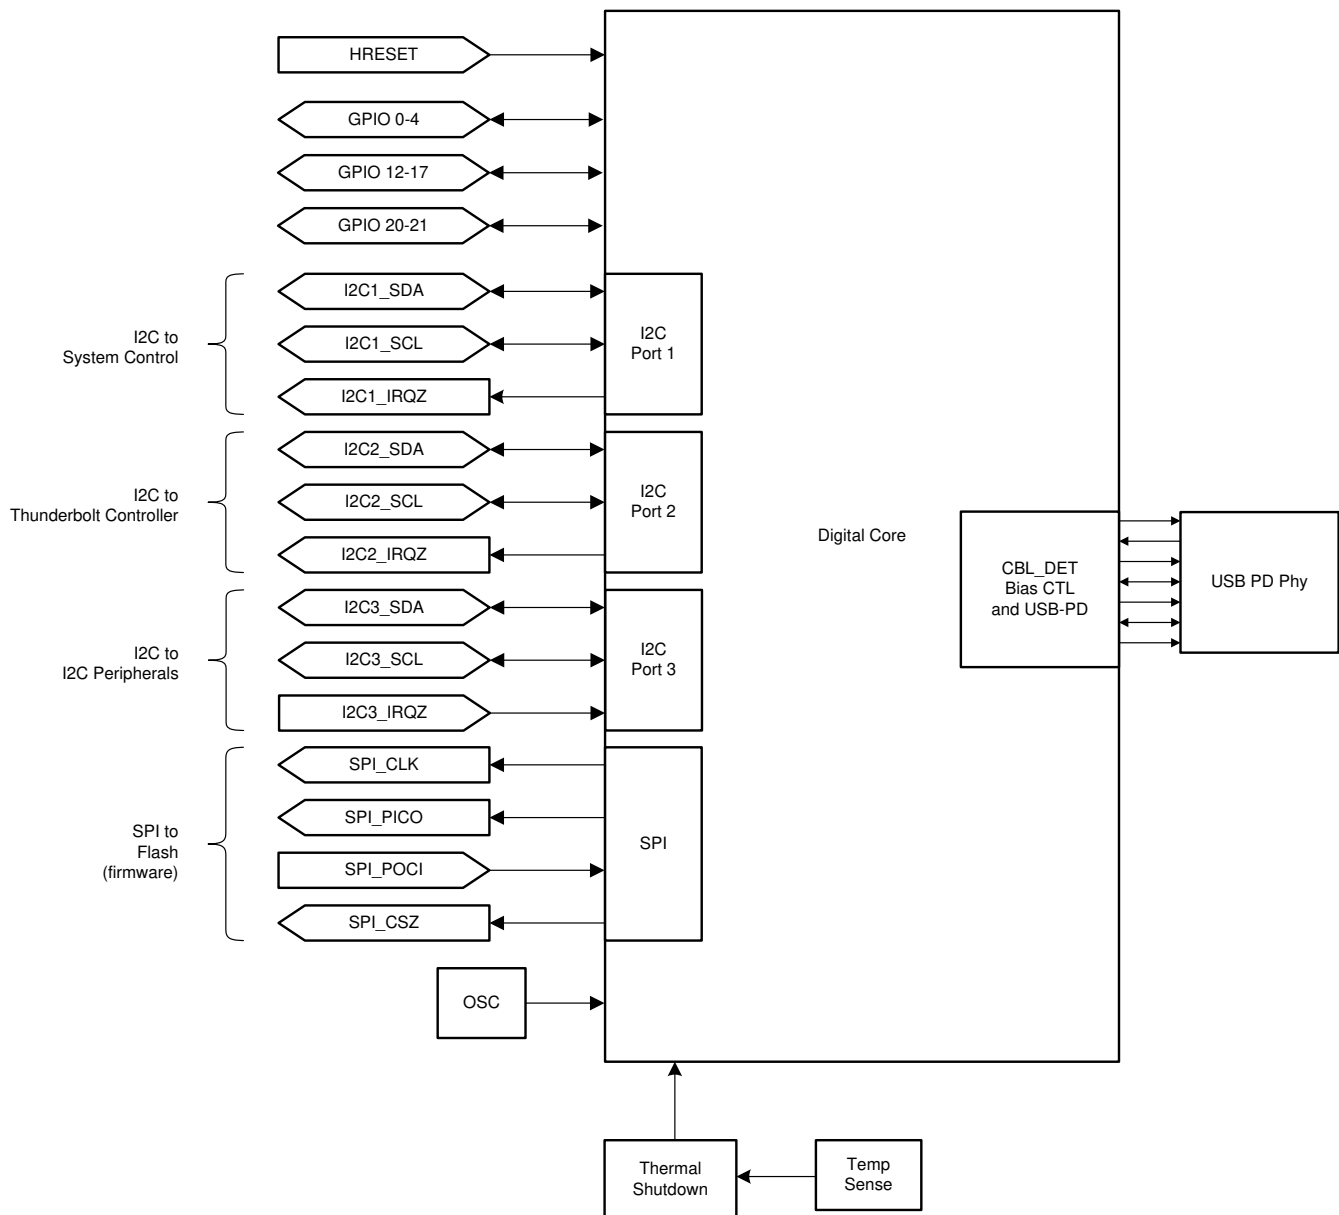 HRESET
GPIO 0-4
GPIO 12-17
GPIO 20-21
I2C to
System Control
I2C1_SDA
I2C1_SCL
I2C1_IRQZ
I2C
Port 1
I2C to
Thunderbolt Controller
I2C2_SDA
I2C2_SCL
I2C2_IRQZ
I2C
Port 2
I2C to
I2C Peripherals
I2C3_SDA
I2C3_SCL
I2C3_IRQZ
I2C
Port 3
SPI to
Flash
(firmware)
SPI_CLK
SPI_PICO
SPI_POCI
SPI_CSZ
SPI
OSC
Digital Core
CBL_DET
Bias CTL
and USB-PD
USB PD Phy
Thermal
Shutdown
Temp
Sense